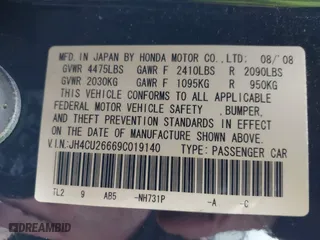 MFD. IN JAPAN BY HONDA MOTOR CO., LTD: 08/'08
GVWR 4475LBS GAWR F 2410LBS R 2090LBS
GVWR 2030KG GAWR F 1095KG R 950KG
THIS VEHICLE CONFORMS TO ALL APPLICABLE
FEDERAL MOTOR VEHICLE SAFETY , BUMPER,
AND THEFT PREVENTION STANDARDS IN EFFECT
ON THE DATE OF MANUFACTURE SHOWN ABOVE.
V.I.N:JH4CU26669C019140 TYPE:PASSENGER CAR
TL2 9 AB5 -NH731P -A -C
autobidmaster